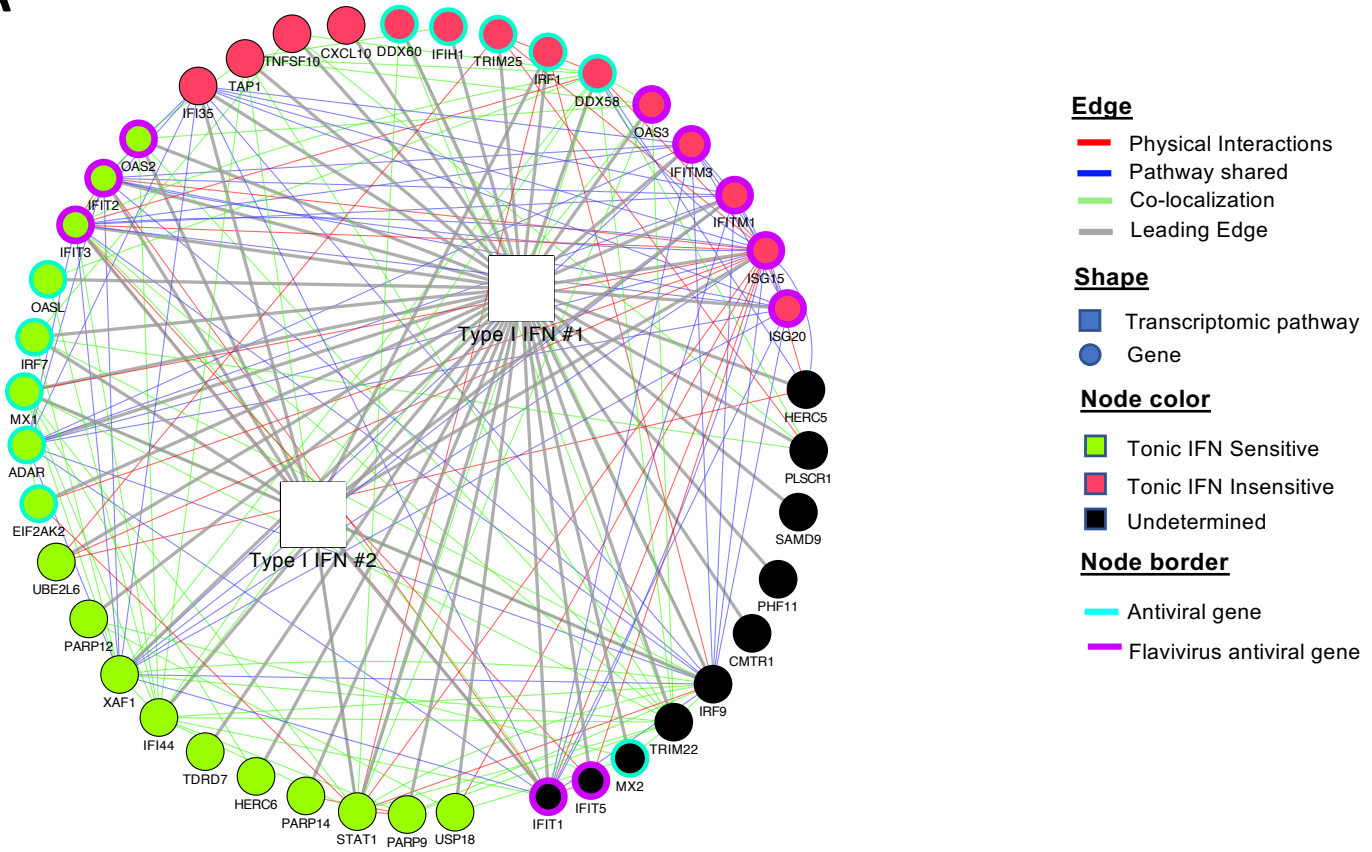 CXCL10
DDX60
IFIH1
TRIM25
TNFSF10
IRF1
TAP1
DDX58
IFI35
OAS3
OAS2
IFITM3
IFIT2
IFITM1
IFIT3
ISG15
OASL
ISG20
Type I IFN #1
IRF7
MX1
HERC5
ADAR
PLSCR1
EIF2AK2
SAMD9
Type I IFN #2
UBE2L6
PHF11
PARP12
CMTR1
XAF1
IRF9
IFI44
TRIM22
TDRD7
MX2
HERC6
IFIT5
PARP14
IFIT1
STAT1
PARP9
USP18
Edge
Physical Interactions
Pathway shared
Co-localization
Leading Edge
Shape
Transcriptomic pathway
Gene
Node color
Tonic IFN Sensitive
Tonic IFN Insensitive
Undetermined
Node border
Antiviral gene
Flavivirus antiviral gene